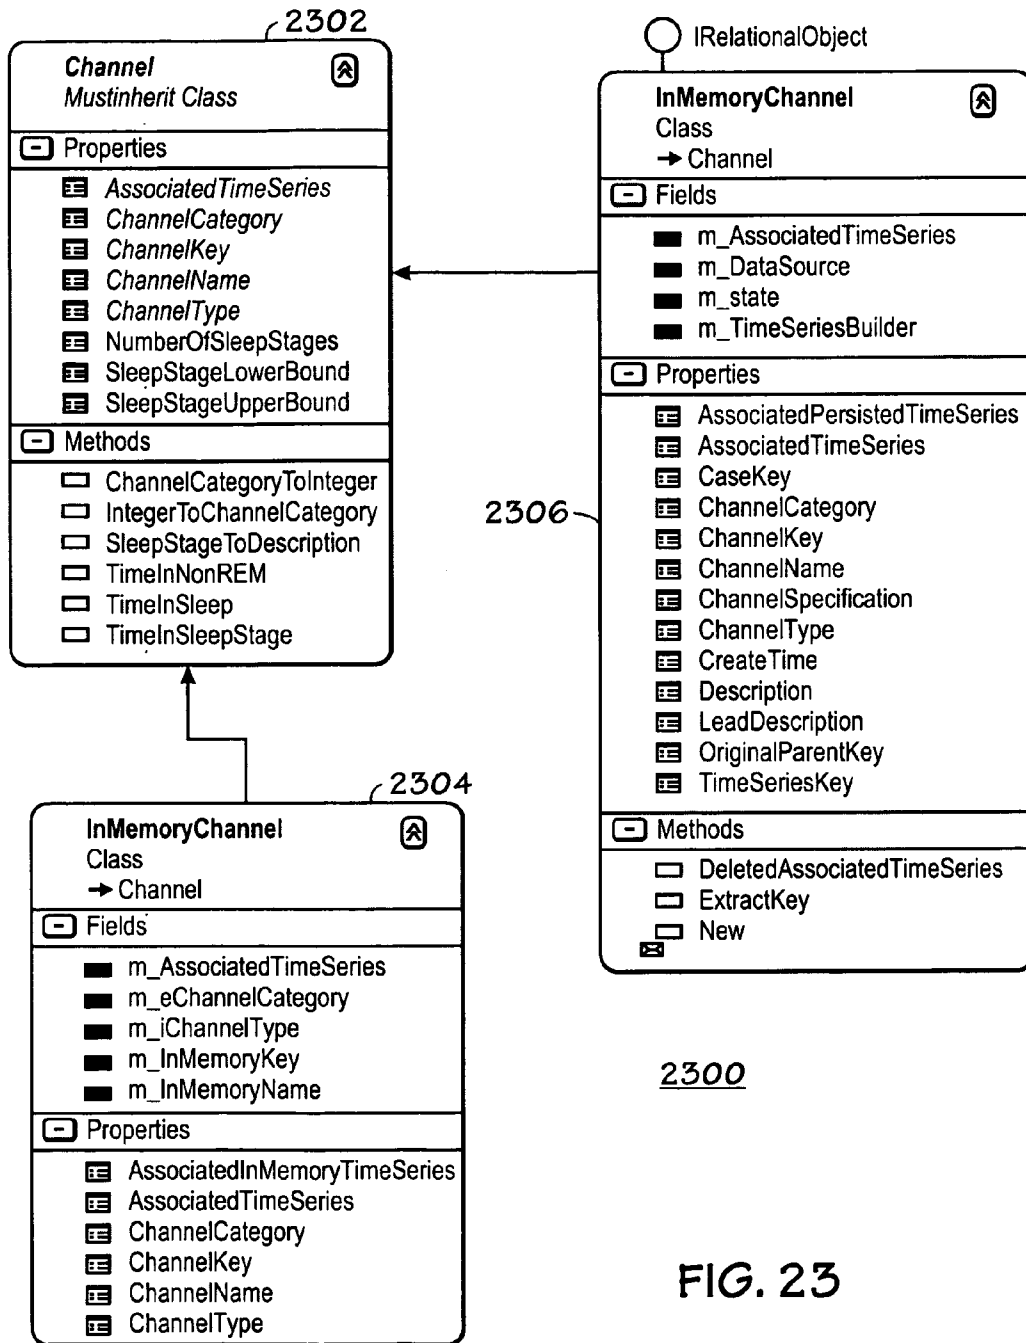 2302
Channel
Mustinherit Class
Properties
AssociatedTimeSeries
ChannelCategory
ChannelKey
ChannelName
ChannelType
NumberOfSleepStages
SleepStageLowerBound
SleepStageUpperBound
Methods
ChannelCategoryToInteger
IntegerToChannelCategory
SleepStageToDescription
TimeInNonREM
TimeInSleep
TimeInSleepStage
IRelationalObject
InMemoryChannel
Class
→ Channel
Fields
m_AssociatedTimeSeries
m_DataSource
m_state
m_TimeSeriesBuilder
Properties
AssociatedPersistedTimeSeries
AssociatedTimeSeries
CaseKey
ChannelCategory
ChannelKey
ChannelName
ChannelSpecification
ChannelType
CreateTime
Description
LeadDescription
OriginalParentKey
TimeSeriesKey
Methods
DeletedAssociatedTimeSeries
ExtractKey
New
2306
2304
InMemoryChannel
Class
→ Channel
Fields
m_AssociatedTimeSeries
m_eChannelCategory
m_iChannelType
m_InMemoryKey
m_InMemoryName
Properties
AssociatedInMemoryTimeSeries
AssociatedTimeSeries
ChannelCategory
ChannelKey
ChannelName
ChannelType
2300
FIG. 23